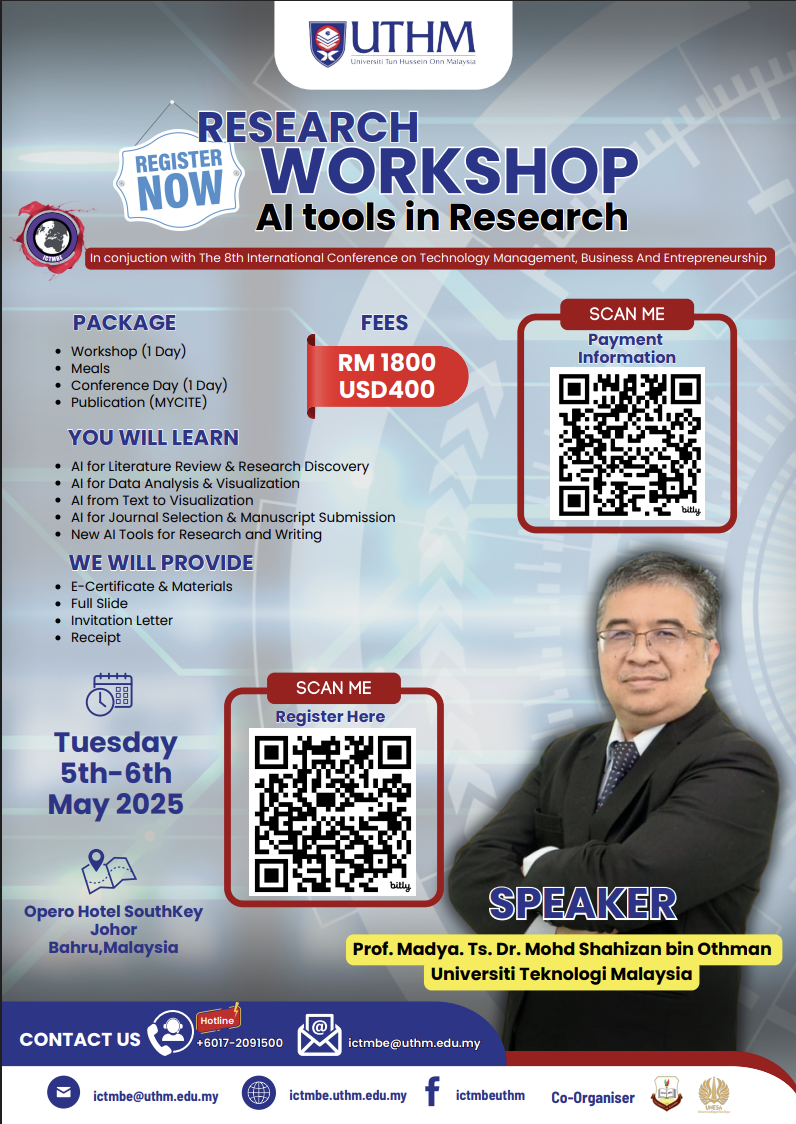 UTHM
Universiti Tun Hussein Onn Malaysia
RESEARCH
REGISTER
NOW
WORKSHOP
AI tools in Research
ICTMBE
In conjuction with The 8th International Conference on Technology Management, Business And Entrepreneurship
PACKAGE
• Workshop (1 Day)
• Meals
• Conference Day (1 Day)
• Publication (MYCITE)
FEES
RM 1800
USD400
SCAN ME
Payment
Information
bitly
YOU WILL LEARN
• AI for Literature Review & Research Discovery
• AI for Data Analysis & Visualization
• AI from Text to Visualization
• AI for Journal Selection & Manuscript Submission
• New AI Tools for Research and Writing
WE WILL PROVIDE
• E-Certificate & Materials
• Full Slide
• Invitation Letter
• Receipt
Tuesday
5th-6th
May 2025
SCAN ME
Register Here
bitly
Opero Hotel SouthKey
Johor
Bahru,Malaysia
SPEAKER
Prof. Madya. Ts. Dr. Mohd Shahizan bin Othman
Universiti Teknologi Malaysia
CONTACT US
Hotline
+6017-2091500
@
ictmbe@uthm.edu.my
ictmbe@uthm.edu.my
ictmbe.uthm.edu.my
f
ictmbeuthm
Co-Organiser
UNESA